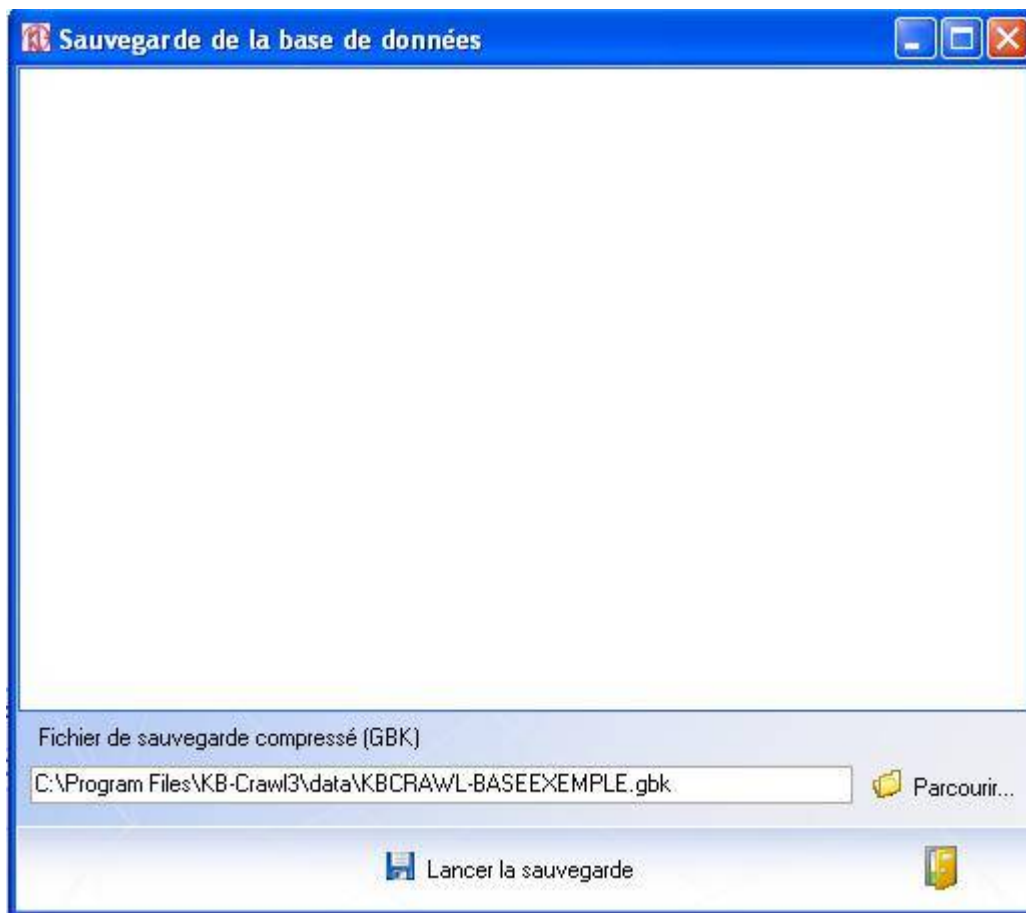 Sauvegarde de la base de données
Fichier de sauvegarde compressé (GBK)
C:\Program Files\KB-Crawl3\data\KBCRAWL-BASEEXEMPLE.gbk
Parcourir...
Lancer la sauvegarde